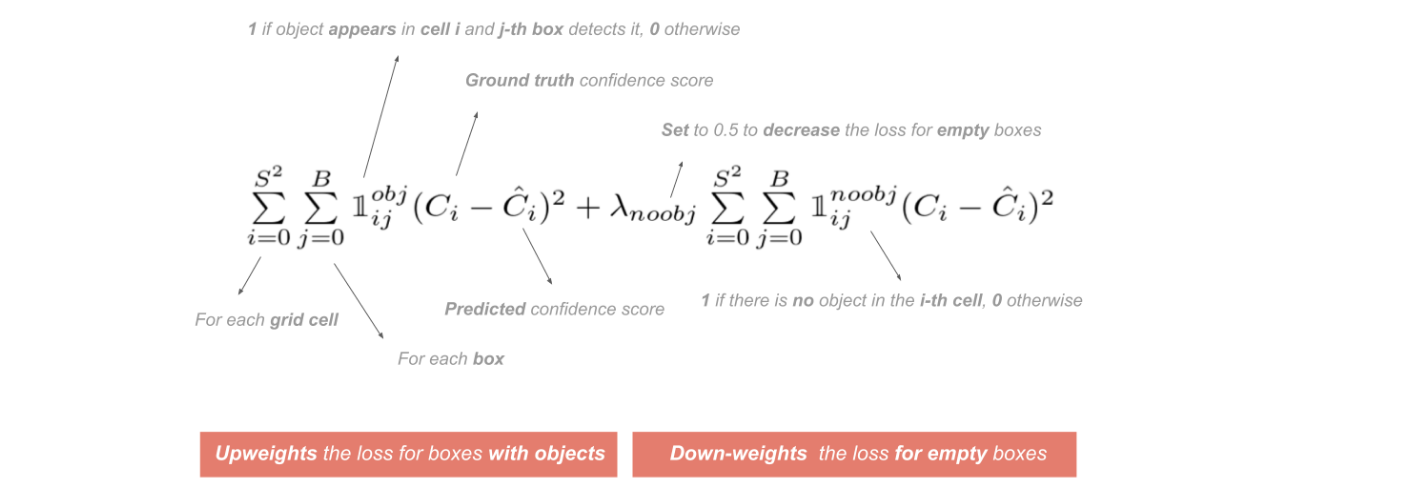 1 if object appears in cell i and j-th box detects it, 0 otherwise
Ground truth confidence score
Set to 0.5 to decrease the loss for empty boxes
$\sum_{i=0}^{S^2} \sum_{j=0}^{B} \mathbb{1}_{ij}^{obj} (C_i - \hat{C}_i)^2 + \lambda_{noobj} \sum_{i=0}^{S^2} \sum_{j=0}^{B} \mathbb{1}_{ij}^{noobj} (C_i - \hat{C}_i)^2$
1 if there is no object in the i-th cell, 0 otherwise
Predicted confidence score
For each grid cell
For each box
Upweights the loss for boxes with objects
Down-weights the loss for empty boxes